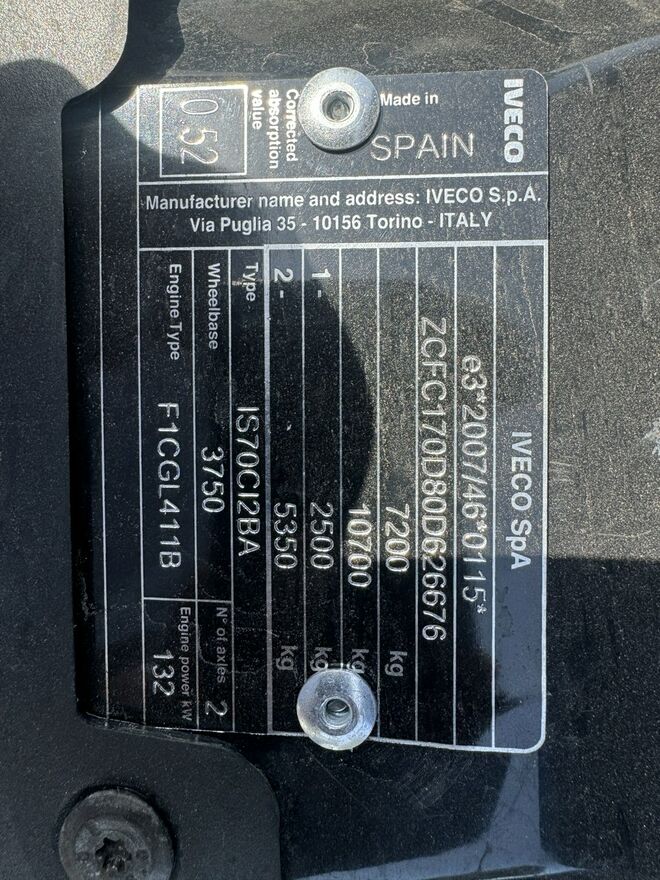 IVECO SpA
e3*2007/46*0115*
ZCFC170D80D626676
7200 kg
10700 kg
1- 2500 kg
2- 5350 kg
Type IS70CI2BA
Wheelbase 3750 N° of axles 2
Engine Type F1CGL411B Engine power kW 132
Manufacturer name and address: IVECO S.p.A.
Via Puglia 35 - 10156 Torino - ITALY
IVECO
Made in
SPAIN
Corrected
absorption
value
0.52